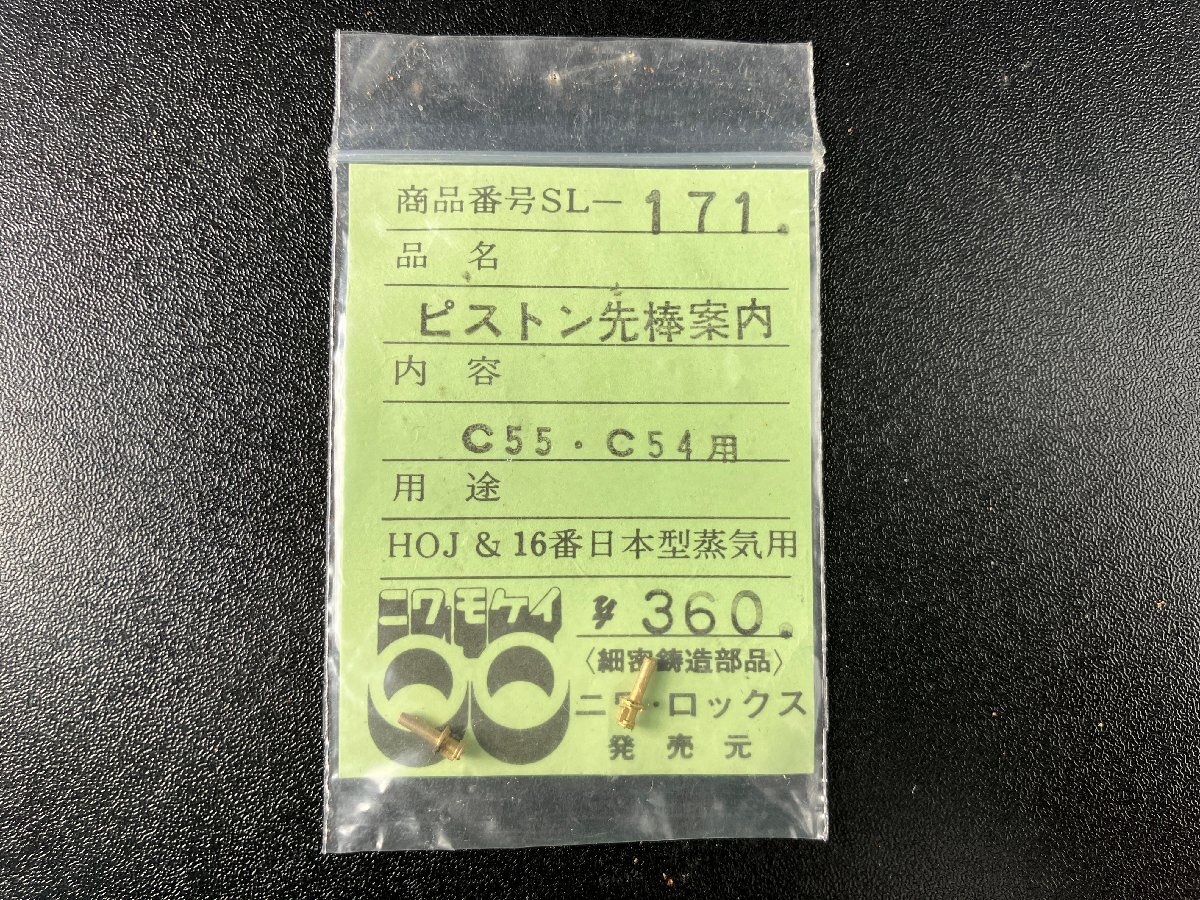 商品番号SL－171.
品名
ピストン先棒案内
内容
C55・C54用
用途
HOJ & 16番日本型蒸気用
ニワモケイ
360.
〈細密鋳造部品〉
ニワ・ロックス
発売元